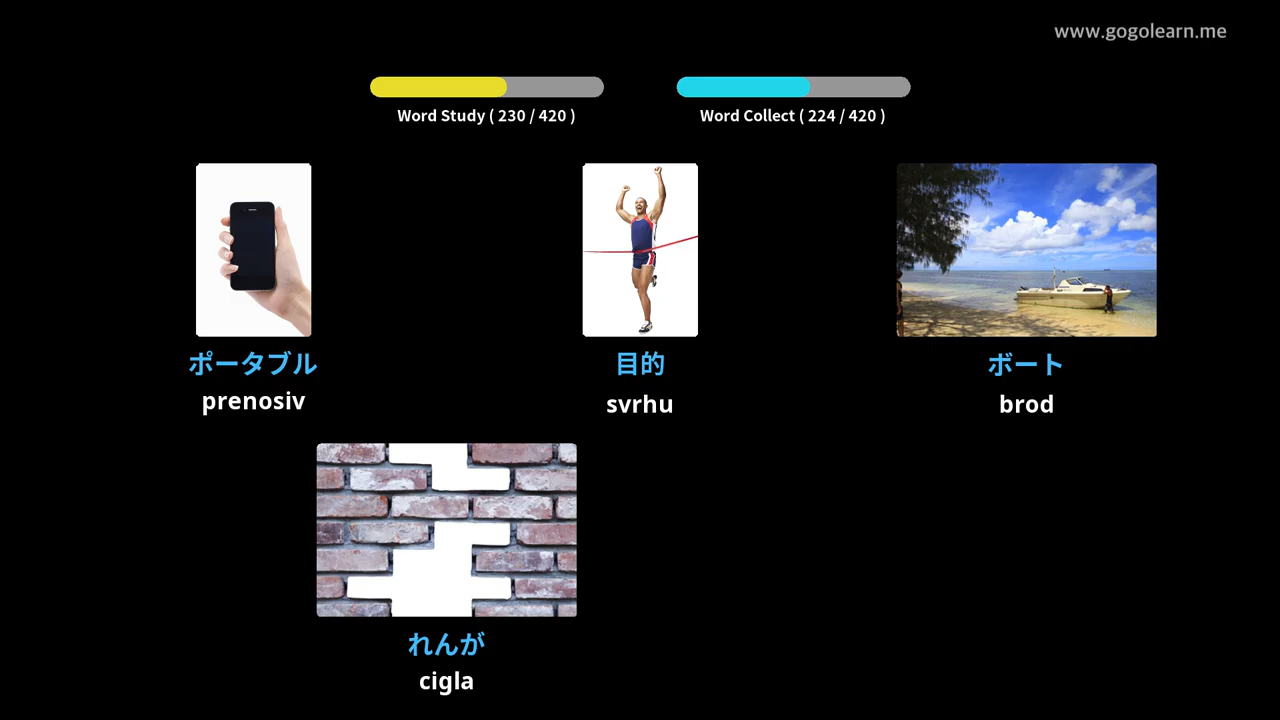 www.gogolearn.me
Word Study ( 230 / 420 )
Word Collect ( 224 / 420 )
ポータブル
prenosiv
目的
svrhu
ボート
brod
れんが
cigla